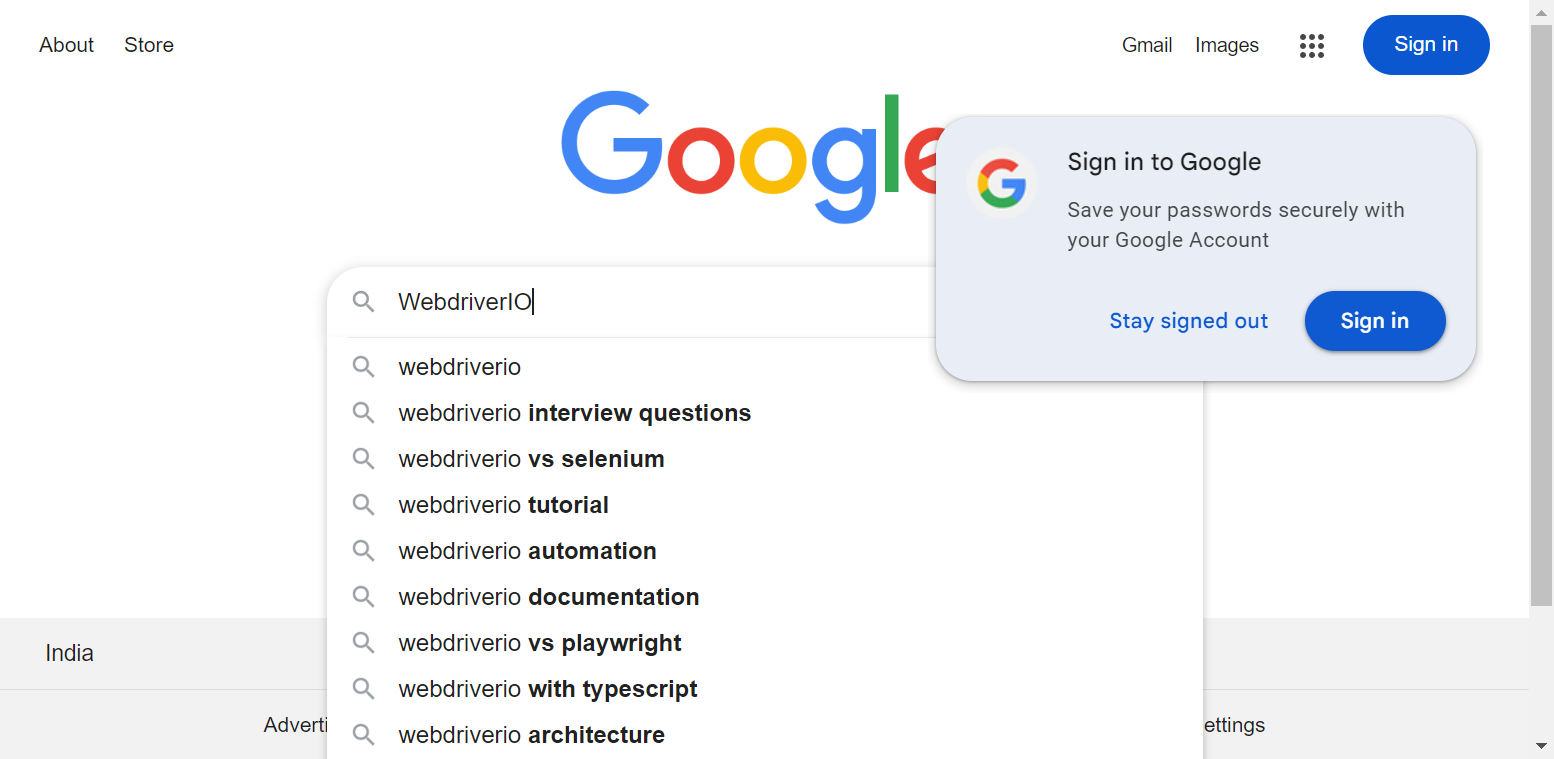 About Store Gmail Images Sign in
Google
Sign in to Google
Save your passwords securely with
your Google Account
Stay signed out Sign in
WebdriverIO
webdriverio
webdriverio interview questions
webdriverio vs selenium
webdriverio tutorial
webdriverio automation
webdriverio documentation
webdriverio vs playwright
webdriverio with typescript
webdriverio architecture
India
Adverti ettings